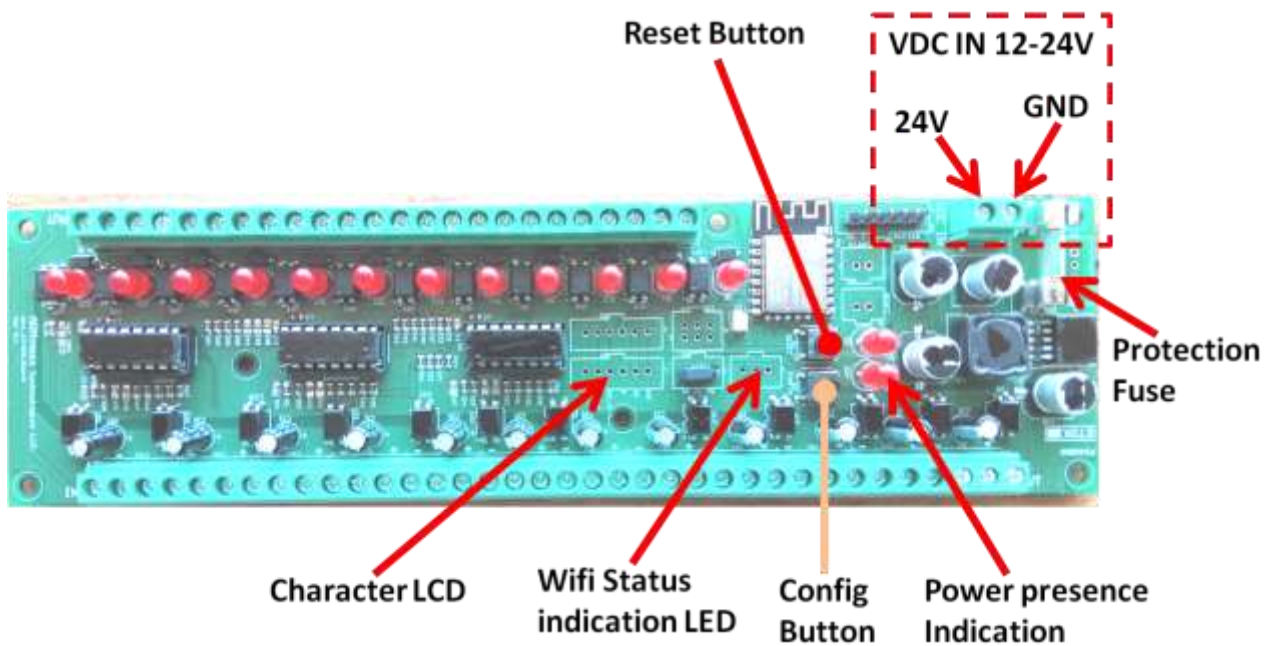 Reset Button
VDC IN 12-24V
24V
GND
Protection
Fuse
Character LCD
Wifi Status
indication LED
Config
Button
Power presence
Indication